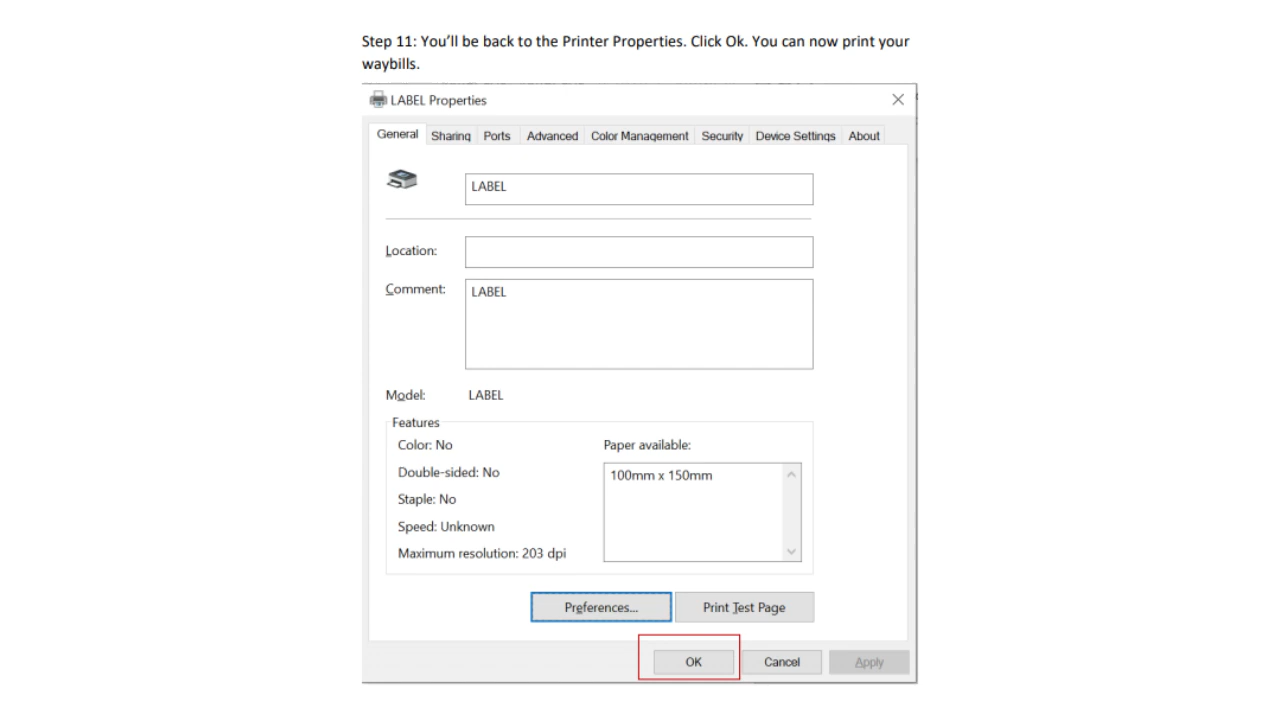 Step 11: You’ll be back to the Printer Properties. Click Ok. You can now print your
waybills.
LABEL Properties
General Sharing Ports Advanced Color Management Security Device Settings About
LABEL
Location:
Comment: LABEL
Model: LABEL
Features
Color: No Paper available:
Double-sided: No 100mm x 150mm
Staple: No
Speed: Unknown
Maximum resolution: 203 dpi
Preferences... Print Test Page
OK Cancel Apply